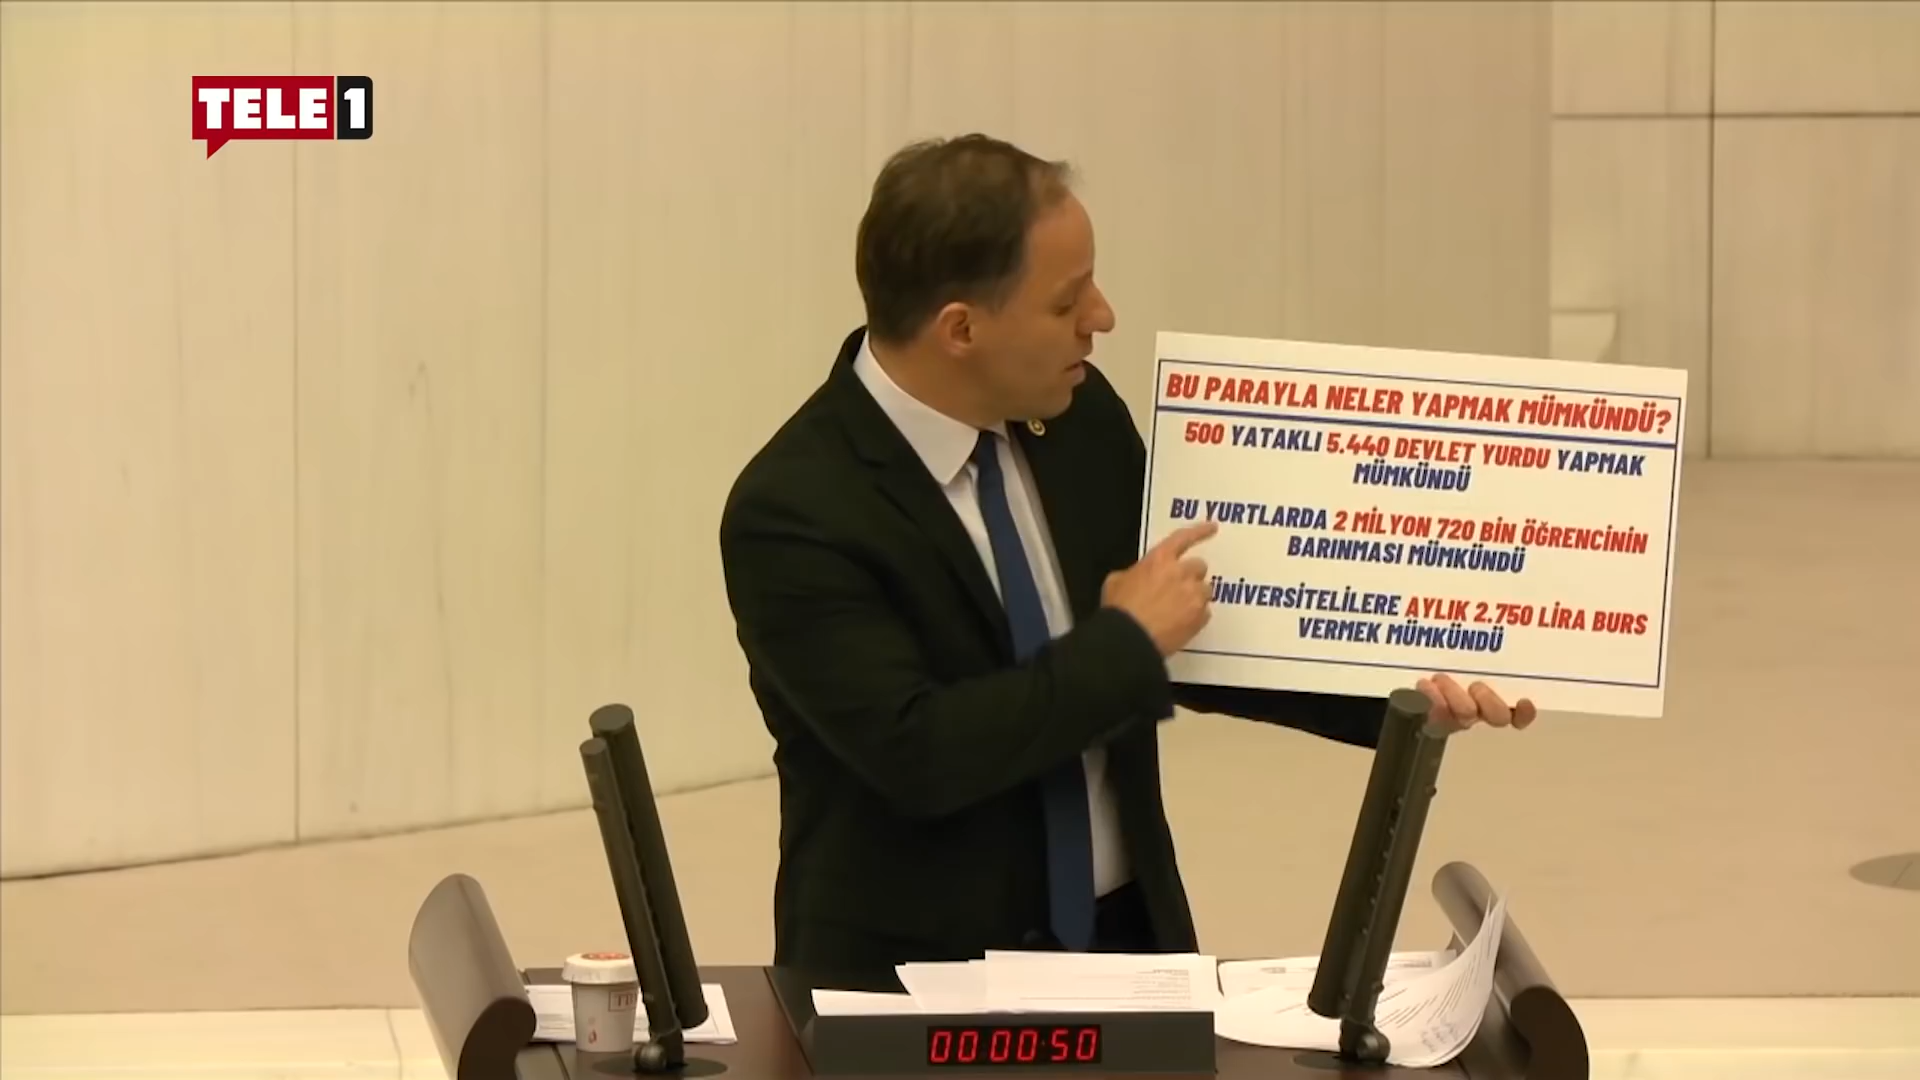 TELE1
BU PARAYLA NELER YAPMAK MÜMKÜNDÜ?
500 YATAKLI 5.440 DEVLET YURDU YAPMAK
MÜMKÜNDÜ
BU YURTLARDA 2 MİLYON 720 BİN ÖĞRENCİNİN
BARINMASI MÜMKÜNDÜ
ÜNİVERSİTELİLERE AYLIK 2.750 LİRA BURS
VERMEK MÜMKÜNDÜ
00:00:50